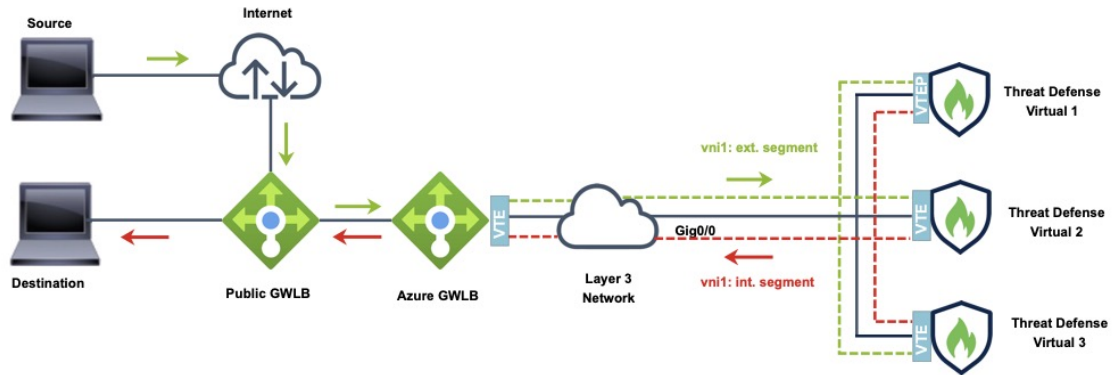 Internet
Source
VTEP
Threat Defense
Virtual 1
vni1: ext. segment
VTE
VTE
Threat Defense
Virtual 2
Gig0/0
Destination
Public GWLB
Azure GWLB
Layer 3
Network
vni1: int. segment
VTE
Threat Defense
Virtual 3